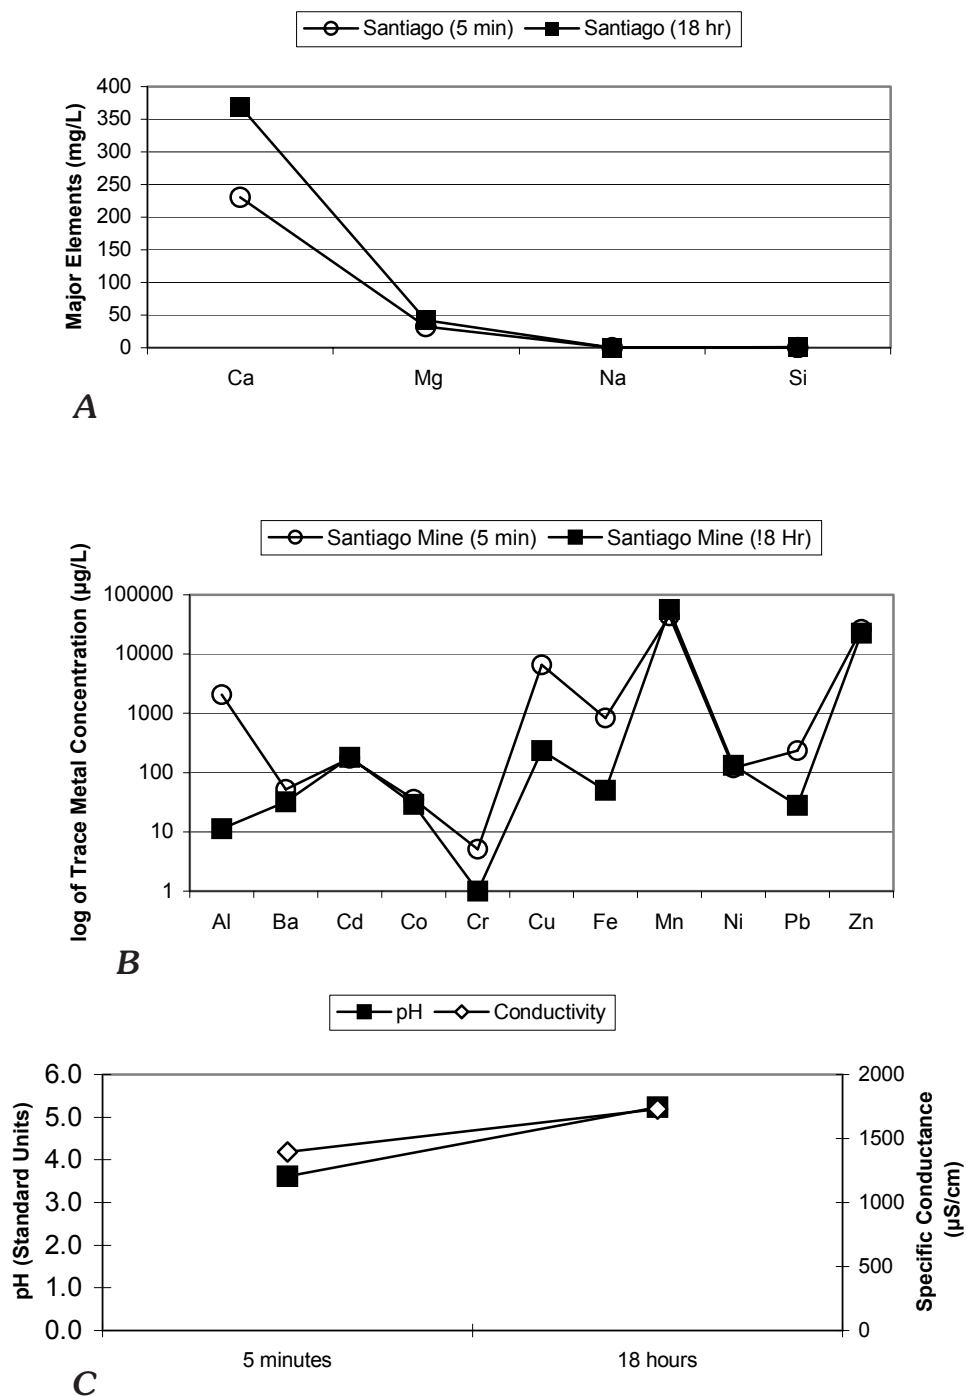 Santiago (5 min) Santiago (18 hr)
Major Elements (mg/L)
400
350
300
250
200
150
100
50
0
Ca Mg Na Si
A
Santiago Mine (5 min) Santiago Mine (!8 Hr)
log of Trace Metal Concentration (µg/L)
100000
10000
1000
100
10
1
Al Ba Cd Co Cr Cu Fe Mn Ni Pb Zn
B
pH Conductivity
pH (Standard Units)
6.0
5.0
4.0
3.0
2.0
1.0
0.0
2000
1500
1000
500
0
Specific Conductance
(µS/cm)
5 minutes 18 hours
C